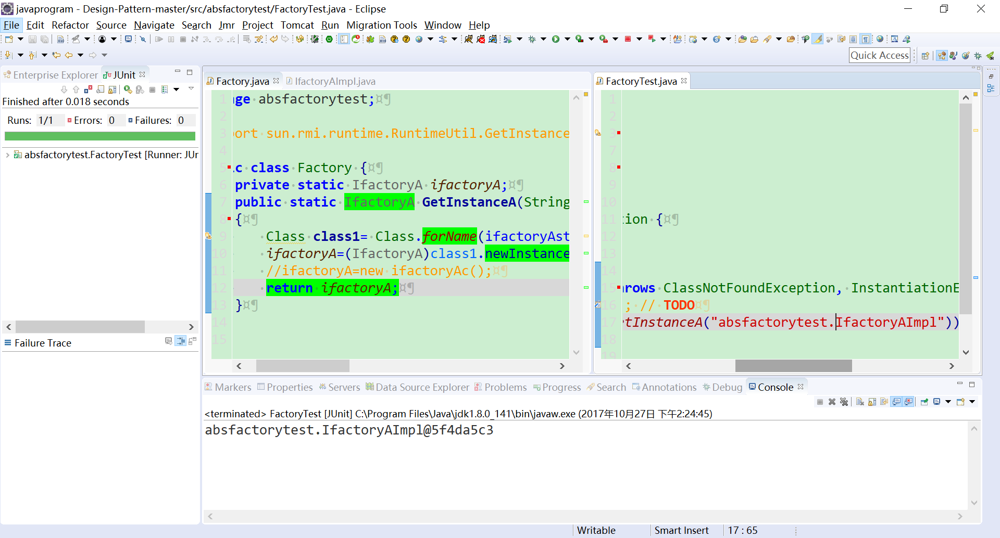 javaprogram - Design-Pattern-master/src/absfactorytest/FactoryTest.java - Eclipse
File Edit Refactor Source Navigate Search Jmr Project Tomcat Run Migration Tools Window Help
Quick Access
Enterprise Explorer JUnit
Finished after 0.018 seconds
Runs: 1/1 Errors: 0 Failures: 0
absfactorytest.FactoryTest [Runner: JUr
Failure Trace
Factory.java IfactoryAImpl.java
1 ge absfactorytest;¤¶
2
3 ort sun.rmi.runtime.RuntimeUtil.GetInstance
4
5 c class Factory {¤¶
6 private static IfactoryA ifactoryA;¤¶
7 public static IfactoryA GetInstanceA(String
8 {¤¶
9 Class class1= Class.forName(ifactoryAst
10 ifactoryA=(IfactoryA)class1.newInstance
11 //ifactoryA=new ifactoryAc();¤¶
12 return ifactoryA;¤¶
13 }¤¶
14
15
FactoryTest.java
1
2
3
7
8
9
10
11 tion {¤¶
12
13
14
15 rows ClassNotFoundException, InstantiationE
16 ; // TODO¤¶
17 tInstanceA("absfactorytest.IfactoryAImpl"))
18
19
Markers Properties Servers Data Source Explorer Problems Progress Search Annotations Debug Console
<terminated> FactoryTest [JUnit] C:\Program Files\Java\jdk1.8.0_141\bin\javaw.exe (2017年10月27日 下午2:24:45)
absfactorytest.IfactoryAImpl@5f4da5c3
Writable Smart Insert 17 : 65